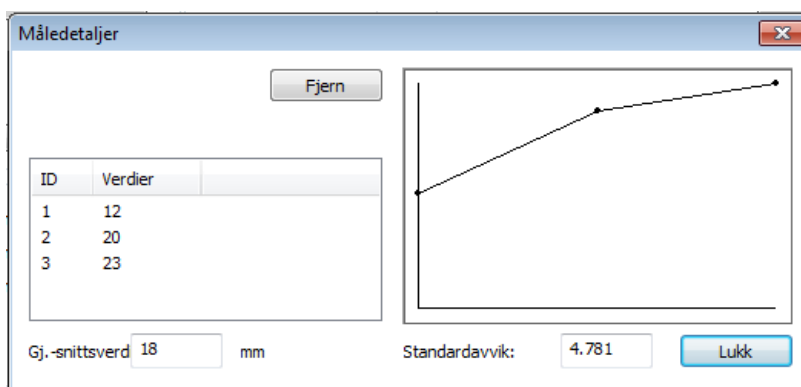 Måledetaljer
Fjern
ID Verdier
1 12
2 20
3 23
Gj.-snittsverd 18 mm
Standardavvik: 4.781
Lukk